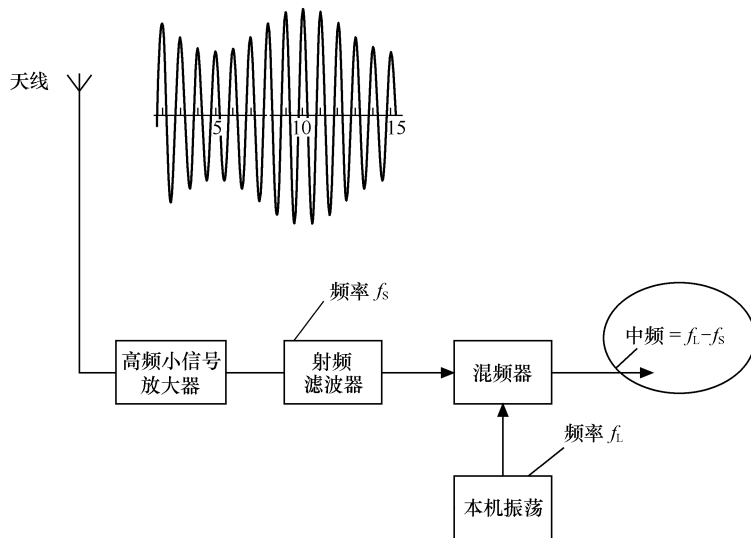 天线
5
10
15
频率 fS
中频 = fL−fS
高频小信号
放大器
射频
滤波器
混频器
频率 fL
本机振荡